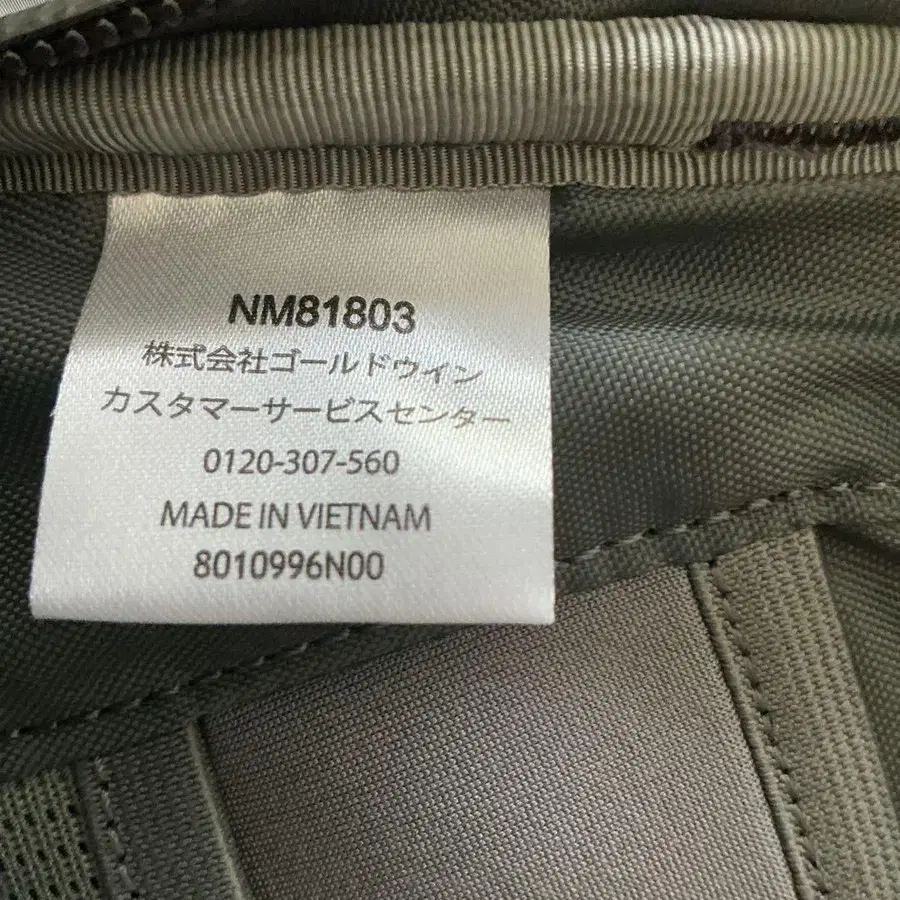 NM81803
株式会社ゴールドウイン
カスタマーサービスセンター
0120-307-560
MADE IN VIETNAM
8010996N00